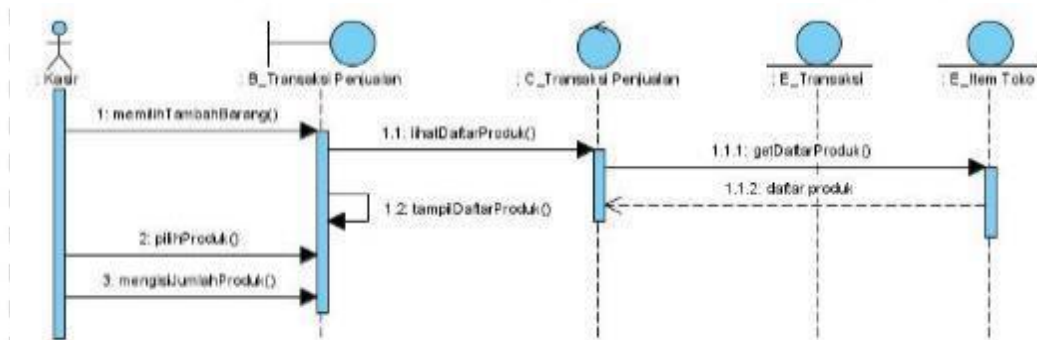 : Kasir
: B_Transaksi Penjualan
: C_Transaksi Penjualan
: E_Transaksi
: E_Item Toko
1: memilihTambahBarang()
1.1: lihatDaftarProduk()
1.1.1: getDaftarProduk()
1.1.2: daftar produk
1.2: tampilDaftarProduk()
2: pilihProduk()
3: mengisiJumlahProduk()